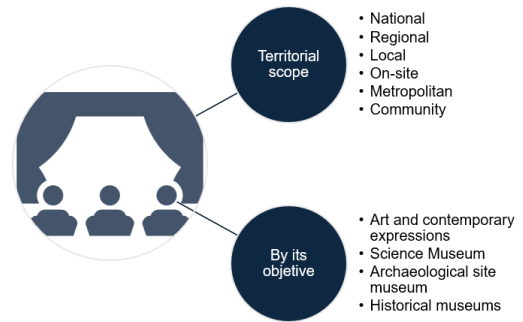 Territorial
scope
• National
• Regional
• Local
• On-site
• Metropolitan
• Community
By its
objetive
• Art and contemporary
expressions
• Science Museum
• Archaeological site
museum
• Historical museums